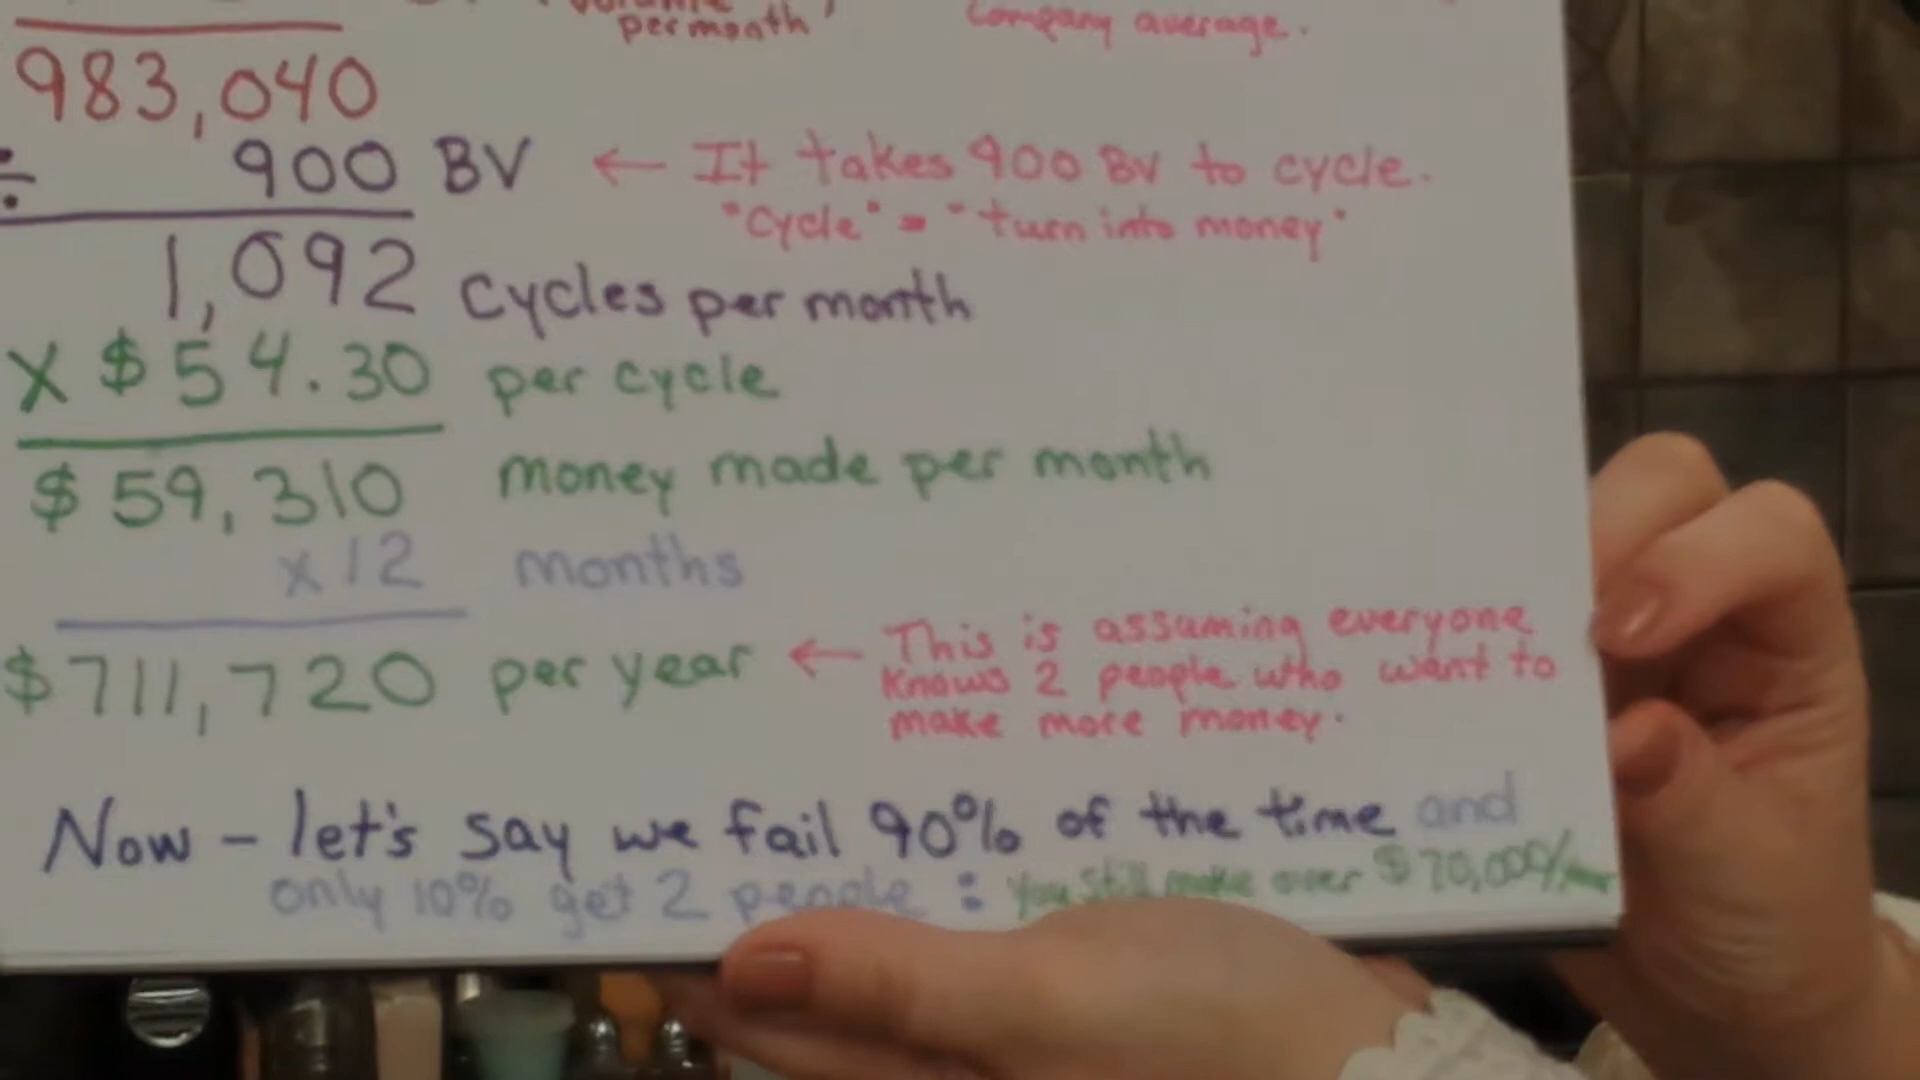 volume
per month
Company average.
983,040
÷ 900 BV ← It takes 900 BV to cycle.
"Cycle" = "turn into money"
1,092 cycles per month
x $54.30 per cycle
$59,310 money made per month
x12 months
$711,720 per year ← This is assuming everyone
knows 2 people who want to
make more money.
Now - let's say we fail 90% of the time and
only 10% get 2 people : You still make over $70,000/year